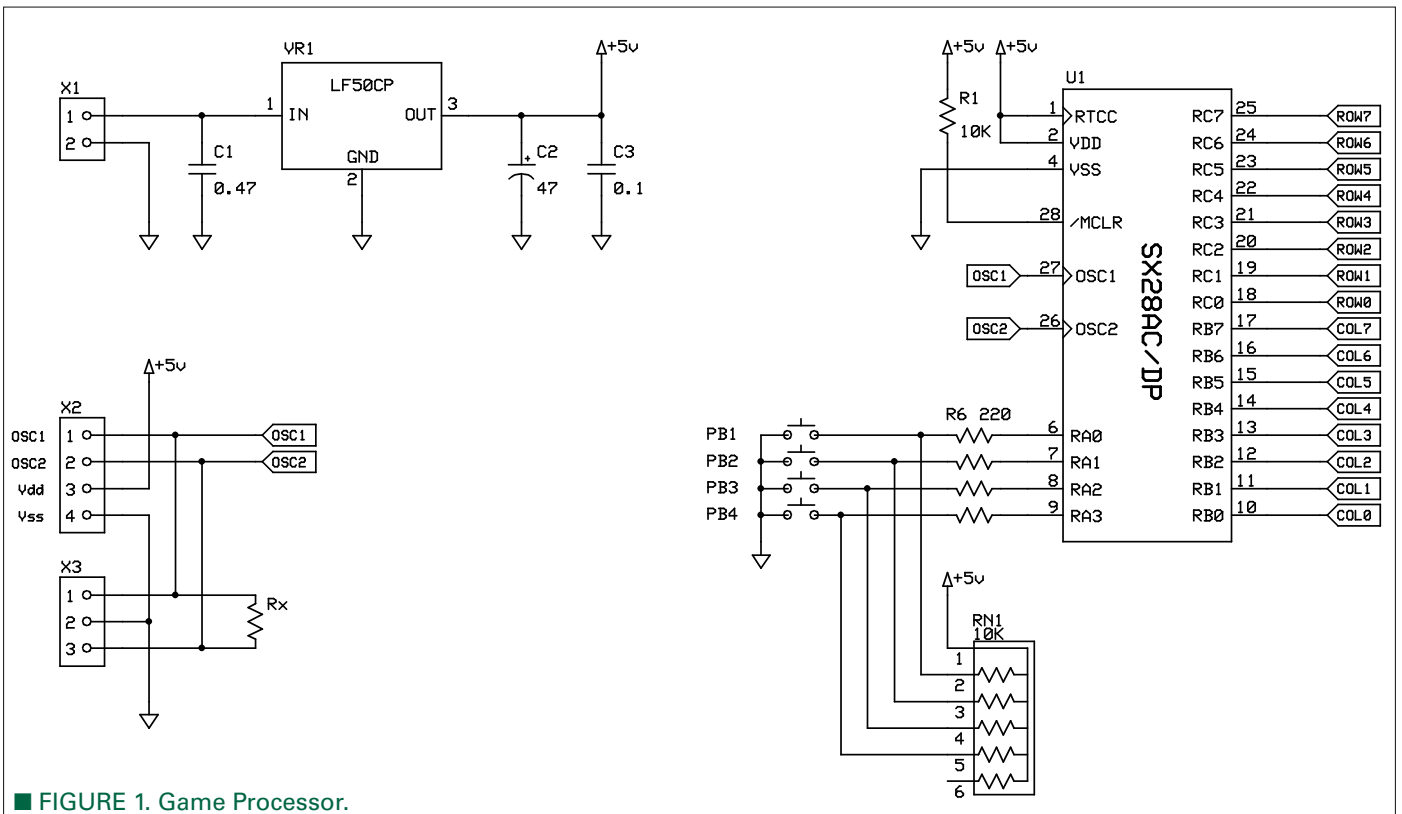 VR1
LF50CP
1 IN
OUT 3
GND
2
+5v
X1
1
2
C1
0.47
C2
+
47
C3
0.1
+5v
X2
OSC1 1
OSC2 2
Vdd 3
Vss 4
OSC1
OSC2
X3
1
2
3
Rx
+5v +5v
R1
10K
U1
SX28AC/DP
1 RTCC
2 VDD
4 VSS
28 /MCLR
OSC1 27 OSC1
OSC2 26 OSC2
R6 220
PB1 6 RA0
PB2 7 RA1
PB3 8 RA2
PB4 9 RA3
RC7 25 ROW7
RC6 24 ROW6
RC5 23 ROW5
RC4 22 ROW4
RC3 21 ROW3
RC2 20 ROW2
RC1 19 ROW1
RC0 18 ROW0
RB7 17 COL7
RB6 16 COL6
RB5 15 COL5
RB4 14 COL4
RB3 13 COL3
RB2 12 COL2
RB1 11 COL1
RB0 10 COL0
+5v
RN1
10K
1
2
3
4
5
6
■ FIGURE 1. Game Processor.